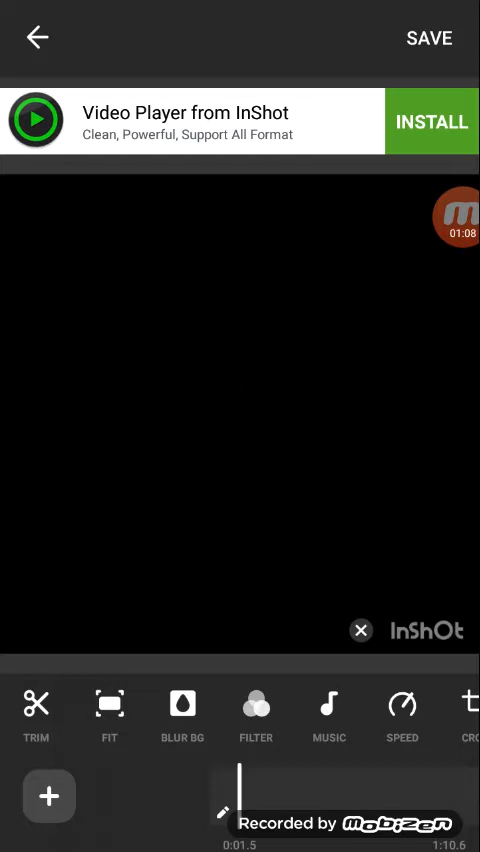 SAVE
Video Player from InShot
Clean, Powerful, Support All Format
INSTALL
01:08
InShOt
TRIM
FIT
BLUR BG
FILTER
MUSIC
SPEED
CRO
Recorded by mobizen
0:01.5
1:10.6